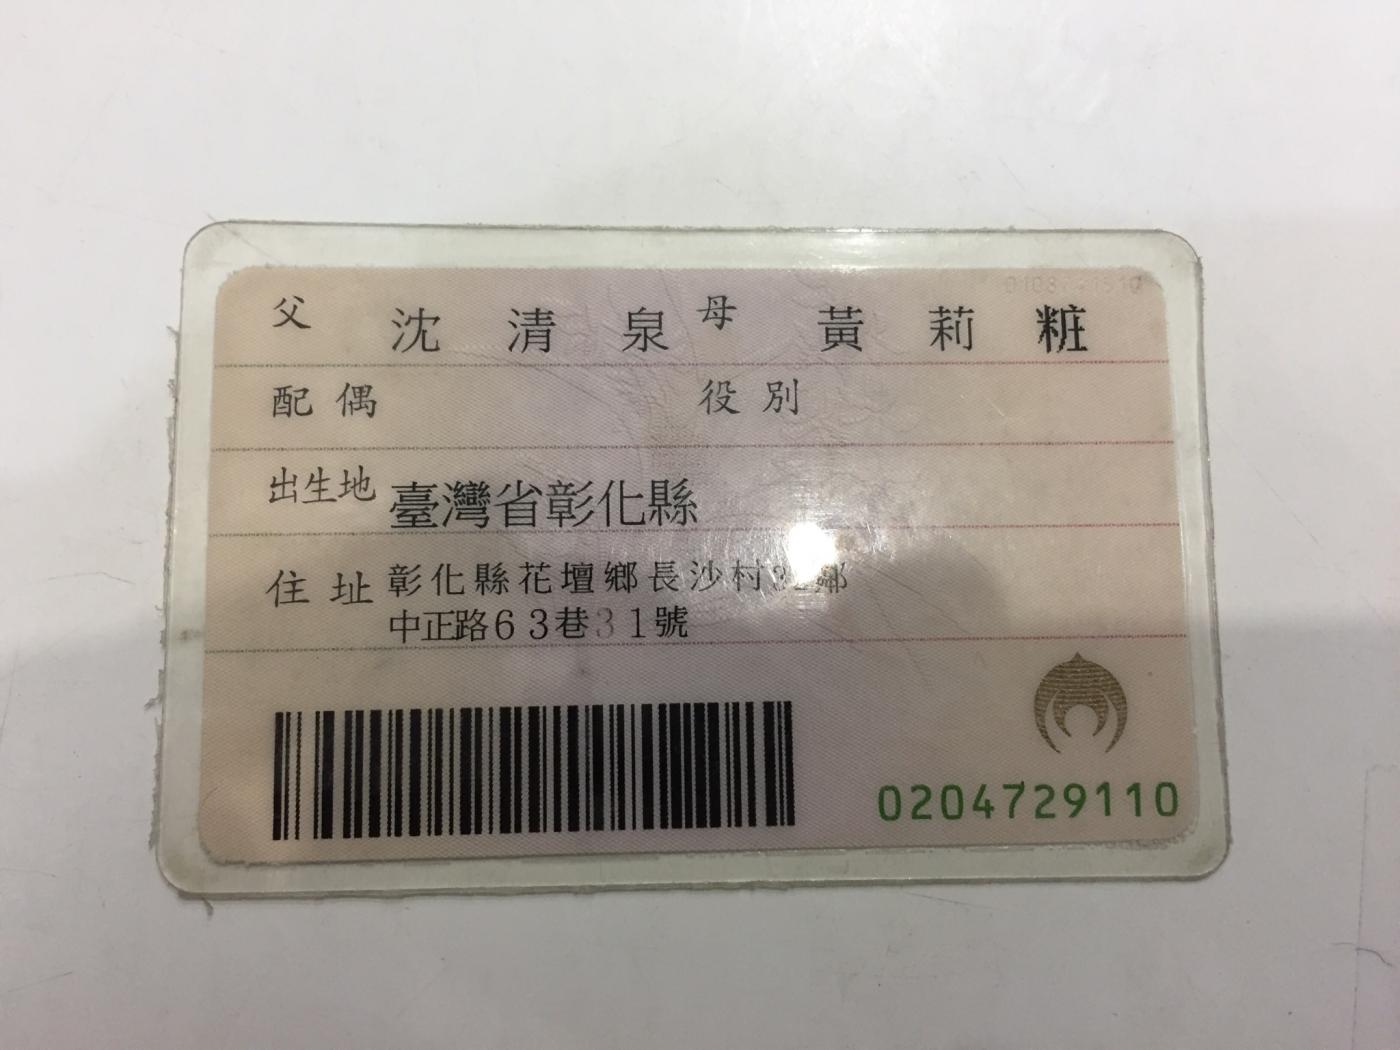 父 沈清泉 母 黃莉粧
配偶 役別
出生地 臺灣省彰化縣
住址 彰化縣花壇鄉長沙村 鄰
中正路63巷31號
0204729110